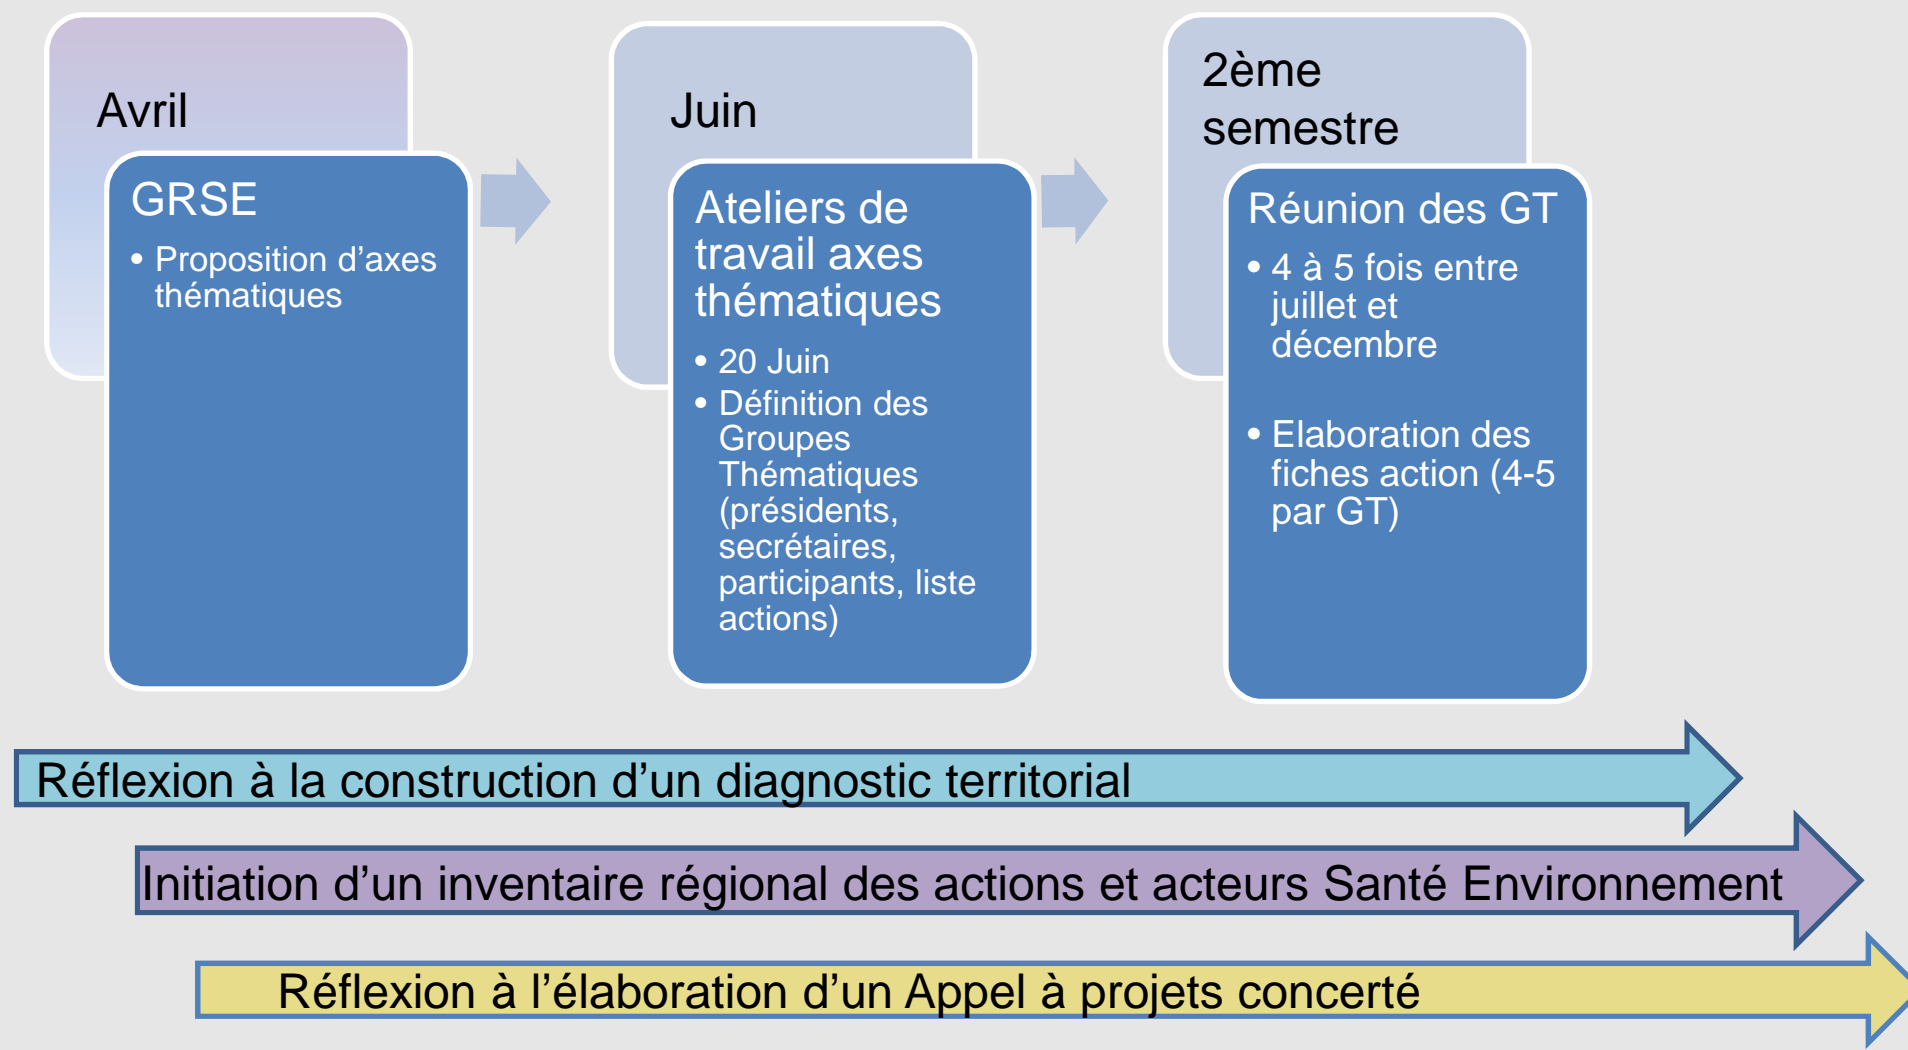 Avril
GRSE
• Proposition d’axes
thématiques
Juin
Ateliers de
travail axes
thématiques
• 20 Juin
• Définition des
Groupes
Thématiques
(présidents,
secrétaires,
participants, liste
actions)
2ème
semestre
Réunion des GT
• 4 à 5 fois entre
juillet et
décembre
• Elaboration des
fiches action (4-5
par GT)
Réflexion à la construction d’un diagnostic territorial
Initiation d’un inventaire régional des actions et acteurs Santé Environnement
Réflexion à l’élaboration d’un Appel à projets concerté